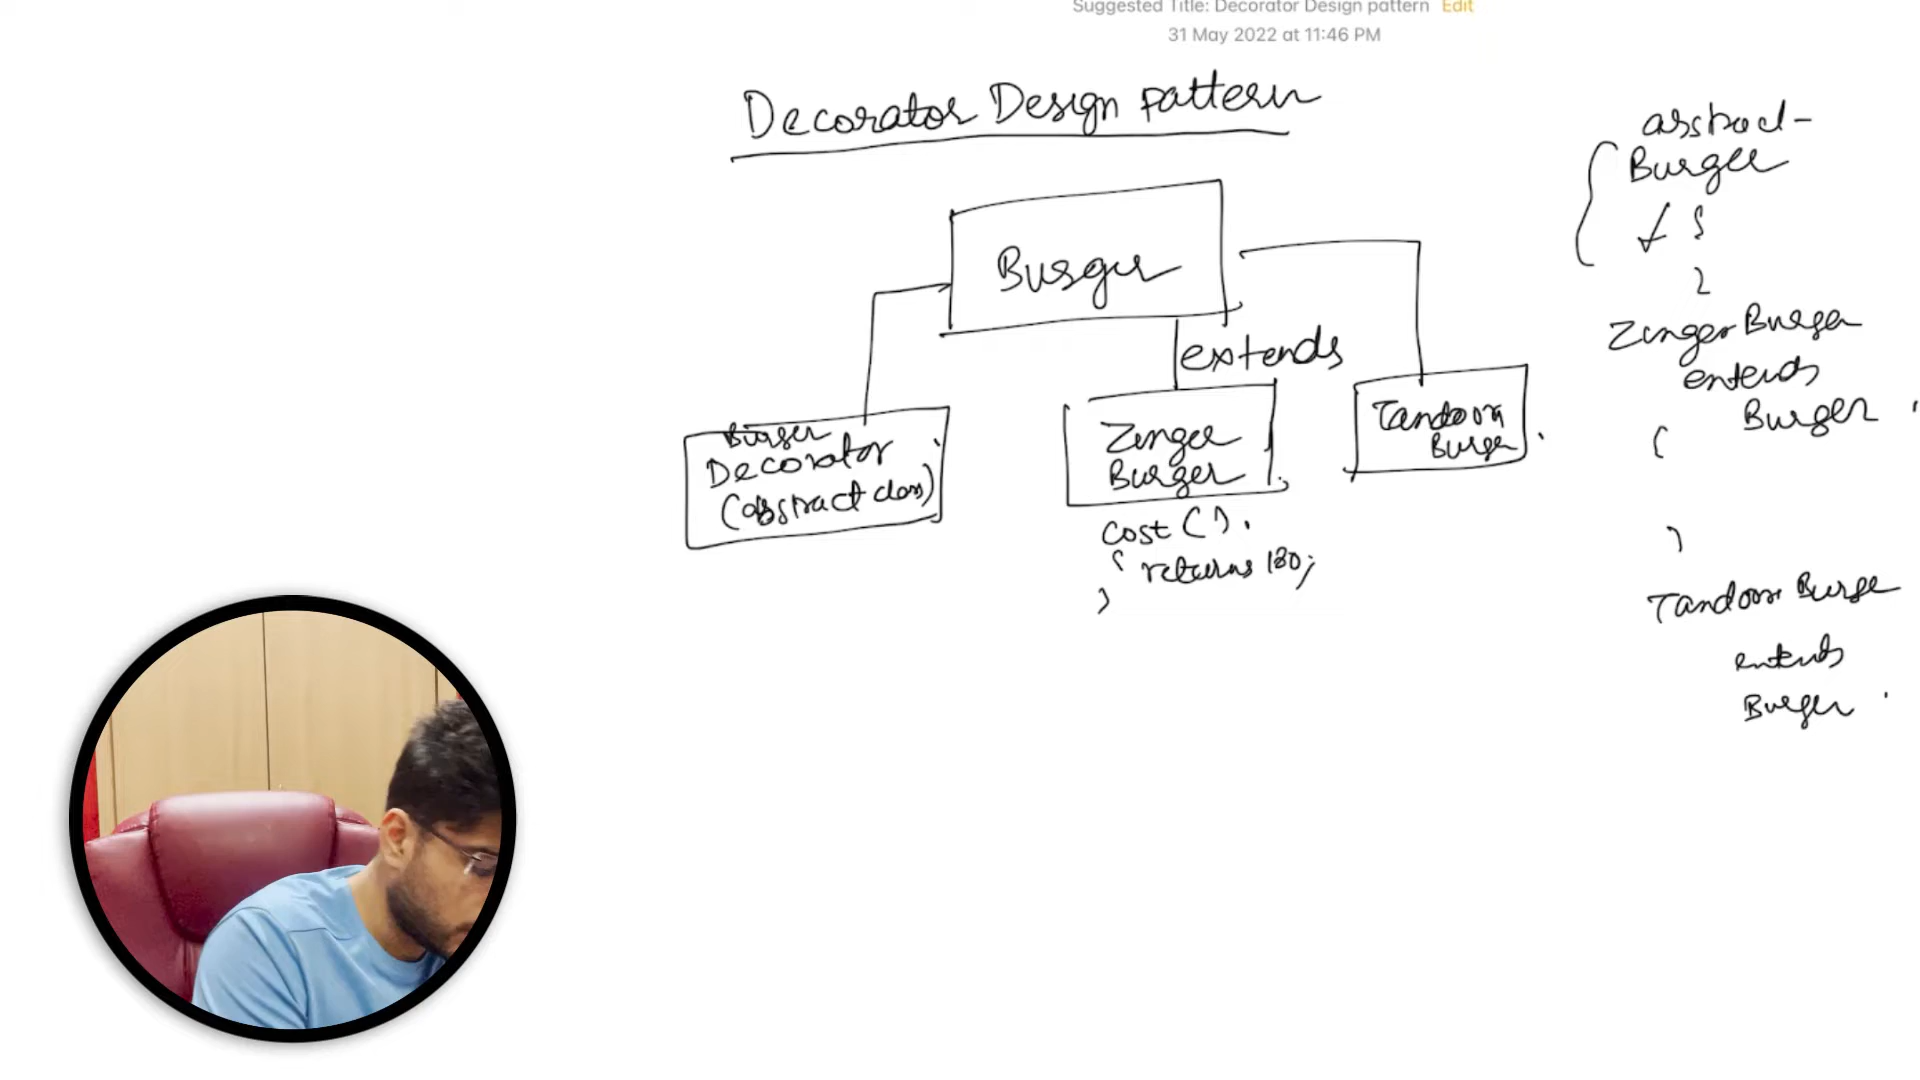 Suggested Title: Decorator Design pattern Edit
31 May 2022 at 11:46 PM
Decorator Design pattern
Burger
extends
Burger
Decorator
(abstract class)
Zinger
Burger
Tandoori
Burger
cost ( ).
{ returns 180;
}
abstract
Burger
{
}
Zinger Burger
extends
Burger
{
}
Tandoori Burge
extends
Burger